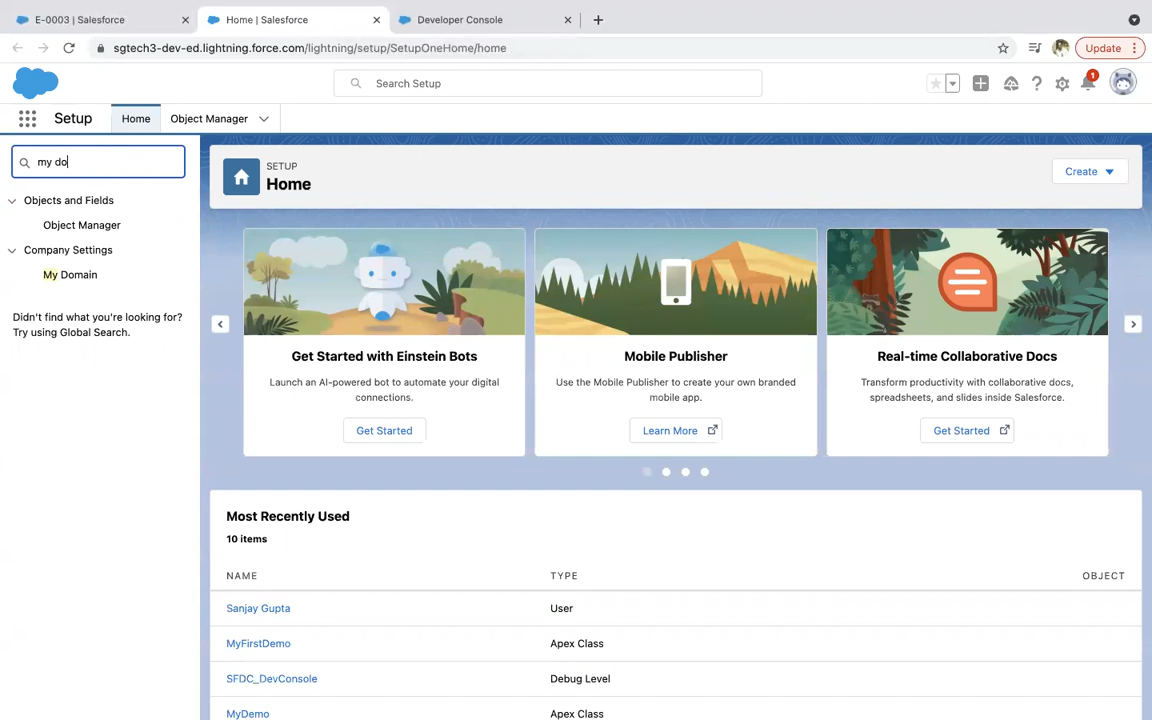 E-0003 | Salesforce
Home | Salesforce
Developer Console
sgtech3-dev-ed.lightning.force.com/lightning/setup/SetupOneHome/home
Update
Search Setup
1
Setup
Home
Object Manager
my do
Objects and Fields
Object Manager
Company Settings
My Domain
Didn't find what you're looking for?
Try using Global Search.
SETUP
Home
Create
Get Started with Einstein Bots
Launch an AI-powered bot to automate your digital
connections.
Get Started
Mobile Publisher
Use the Mobile Publisher to create your own branded
mobile app.
Learn More
Real-time Collaborative Docs
Transform productivity with collaborative docs,
spreadsheets, and slides inside Salesforce.
Get Started
Most Recently Used
10 items
NAME TYPE OBJECT
Sanjay Gupta User
MyFirstDemo Apex Class
SFDC_DevConsole Debug Level
MyDemo Apex Class